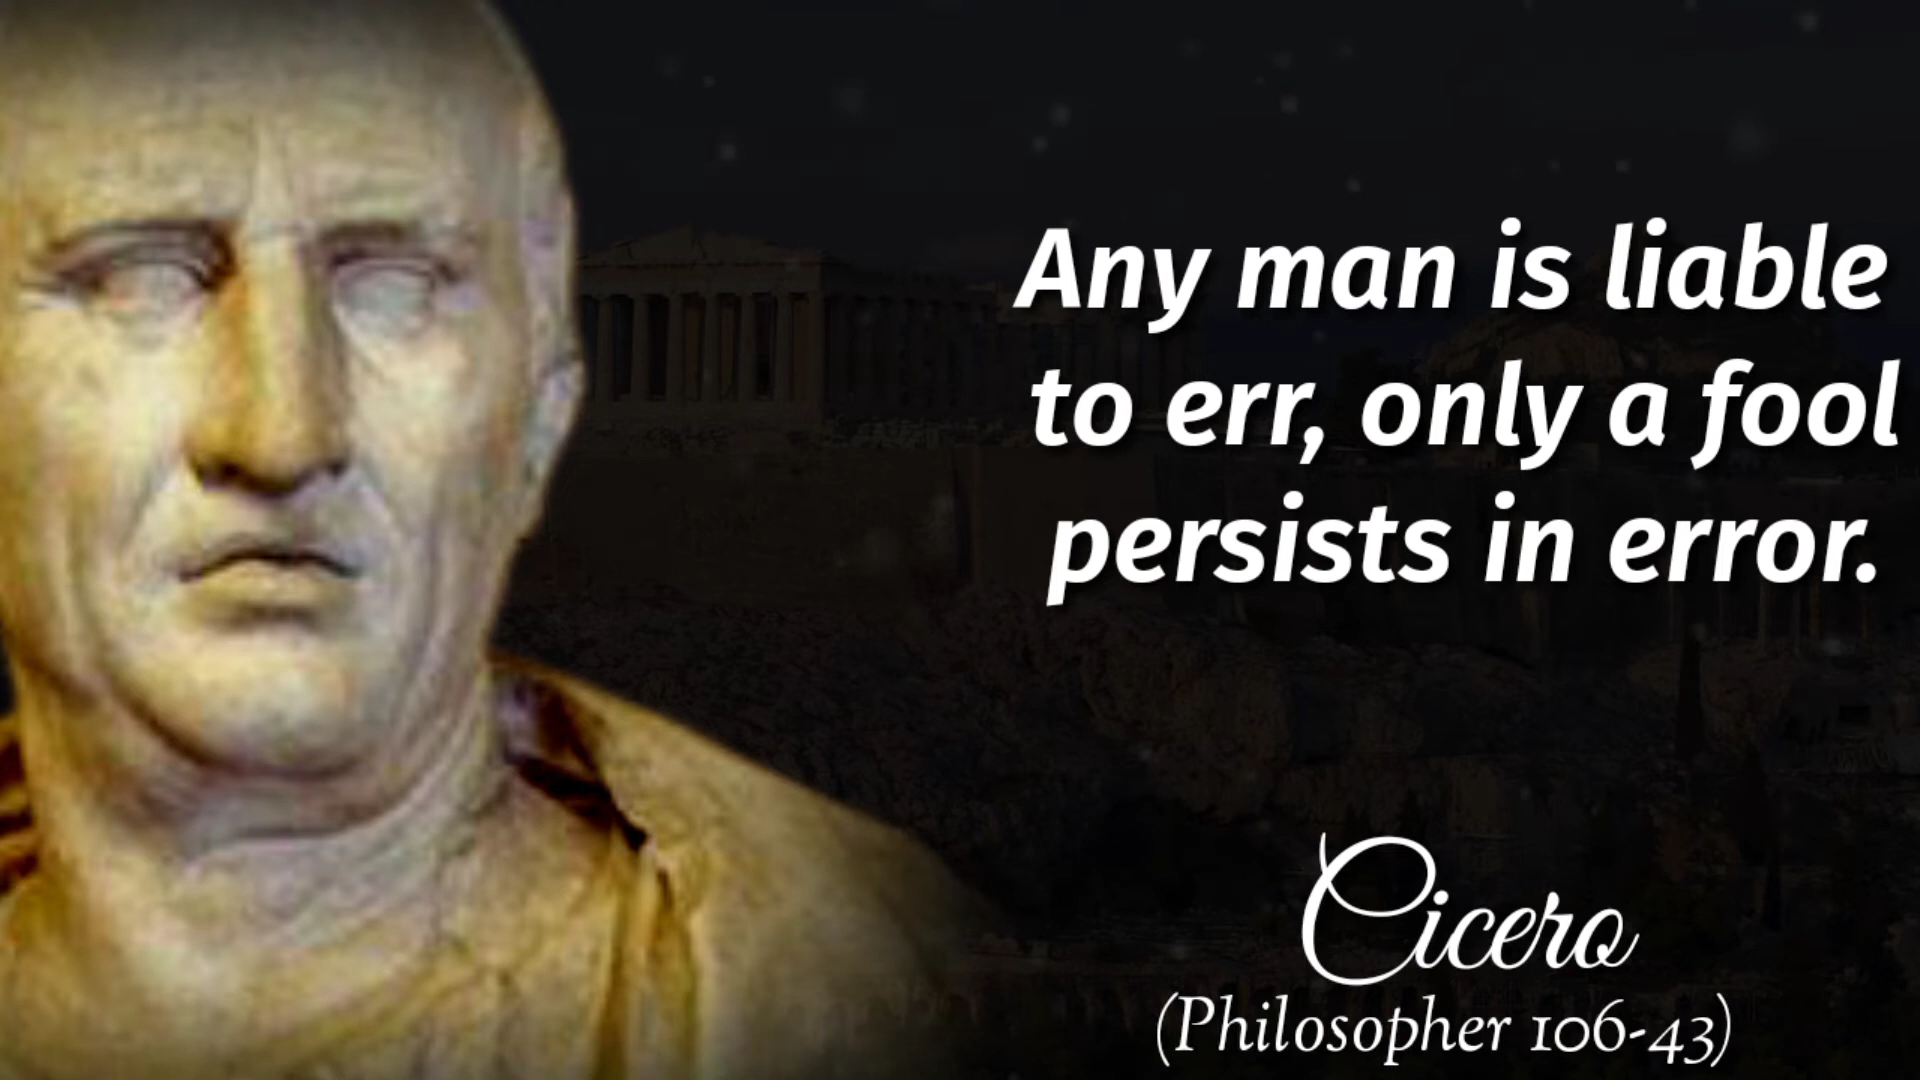 Any man is liable
to err, only a fool
persists in error.
Cicero
(Philosopher 106-43)